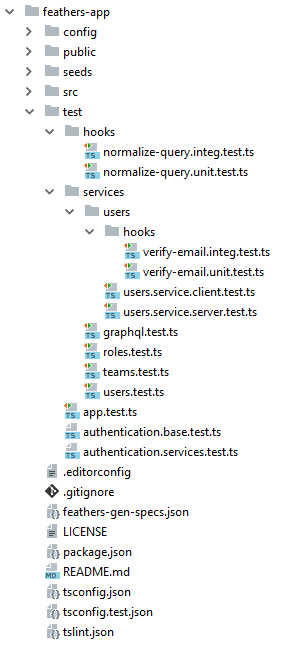 feathers-app
config
public
seeds
src
test
hooks
normalize-query.integ.test.ts
normalize-query.unit.test.ts
services
users
hooks
verify-email.integ.test.ts
verify-email.unit.test.ts
users.service.client.test.ts
users.service.server.test.ts
graphql.test.ts
roles.test.ts
teams.test.ts
users.test.ts
app.test.ts
authentication.base.test.ts
authentication.services.test.ts
.editorconfig
.gitignore
feathers-gen-specs.json
LICENSE
package.json
README.md
tsconfig.json
tsconfig.test.json
tslint.json